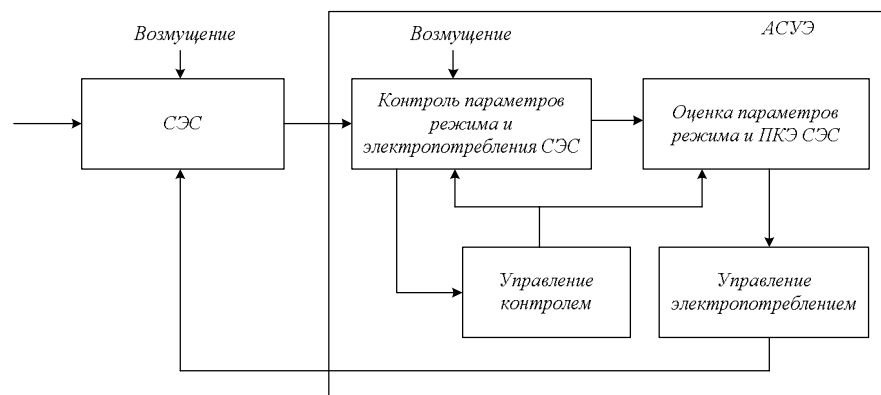 АСУЭ
Возмущение
Возмущение
СЭС
Контроль параметров
режима и
электропотребления СЭС
Оценка параметров
режима и ПКЭ СЭС
Управление
контролем
Управление
электропотреблением